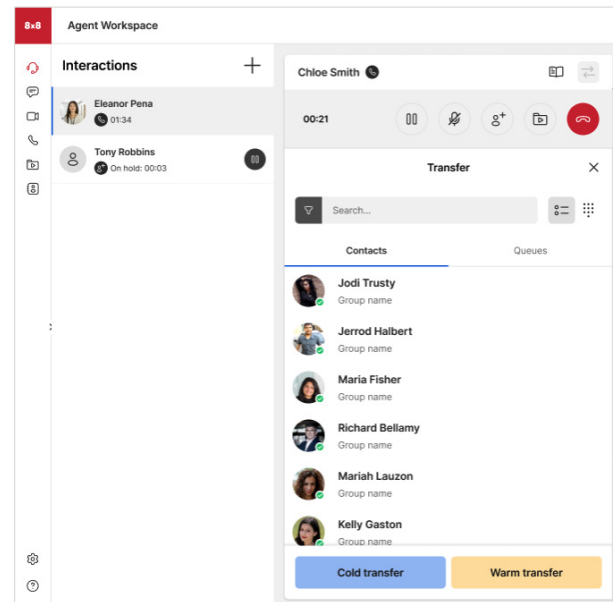 8x8
Agent Workspace
Interactions
Eleanor Pena
01:34
Tony Robbins
On hold: 00:03
Chloe Smith
00:21
Transfer
Search...
Contacts
Queues
Jodi Trusty
Group name
Jerrod Halbert
Group name
Maria Fisher
Group name
Richard Bellamy
Group name
Mariah Lauzon
Group name
Kelly Gaston
Group name
Cold transfer
Warm transfer